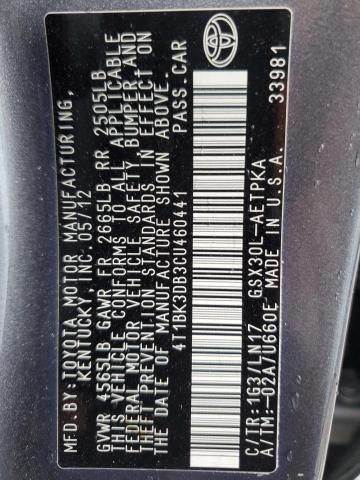 MFD. BY: TOYOTA MOTOR MANUFACTURING,
KENTUCKY, INC. 05/12
GVWR 4565LB GAWR FR 2665LB RR 2505LB
THIS VEHICLE CONFORMS TO ALL APPLICABLE
FEDERAL MOTOR VEHICLE SAFETY, BUMPER AND
THEFT PREVENTION STANDARDS IN EFFECT ON
THE DATE OF MANUFACTURE SHOWN ABOVE.
4T1BK3DB3CU460441 PASS. CAR
C/TR: 1G3/LN17 GSX30L-AETPKA
A/TM: -02A/U660E MADE IN U.S.A. 33981